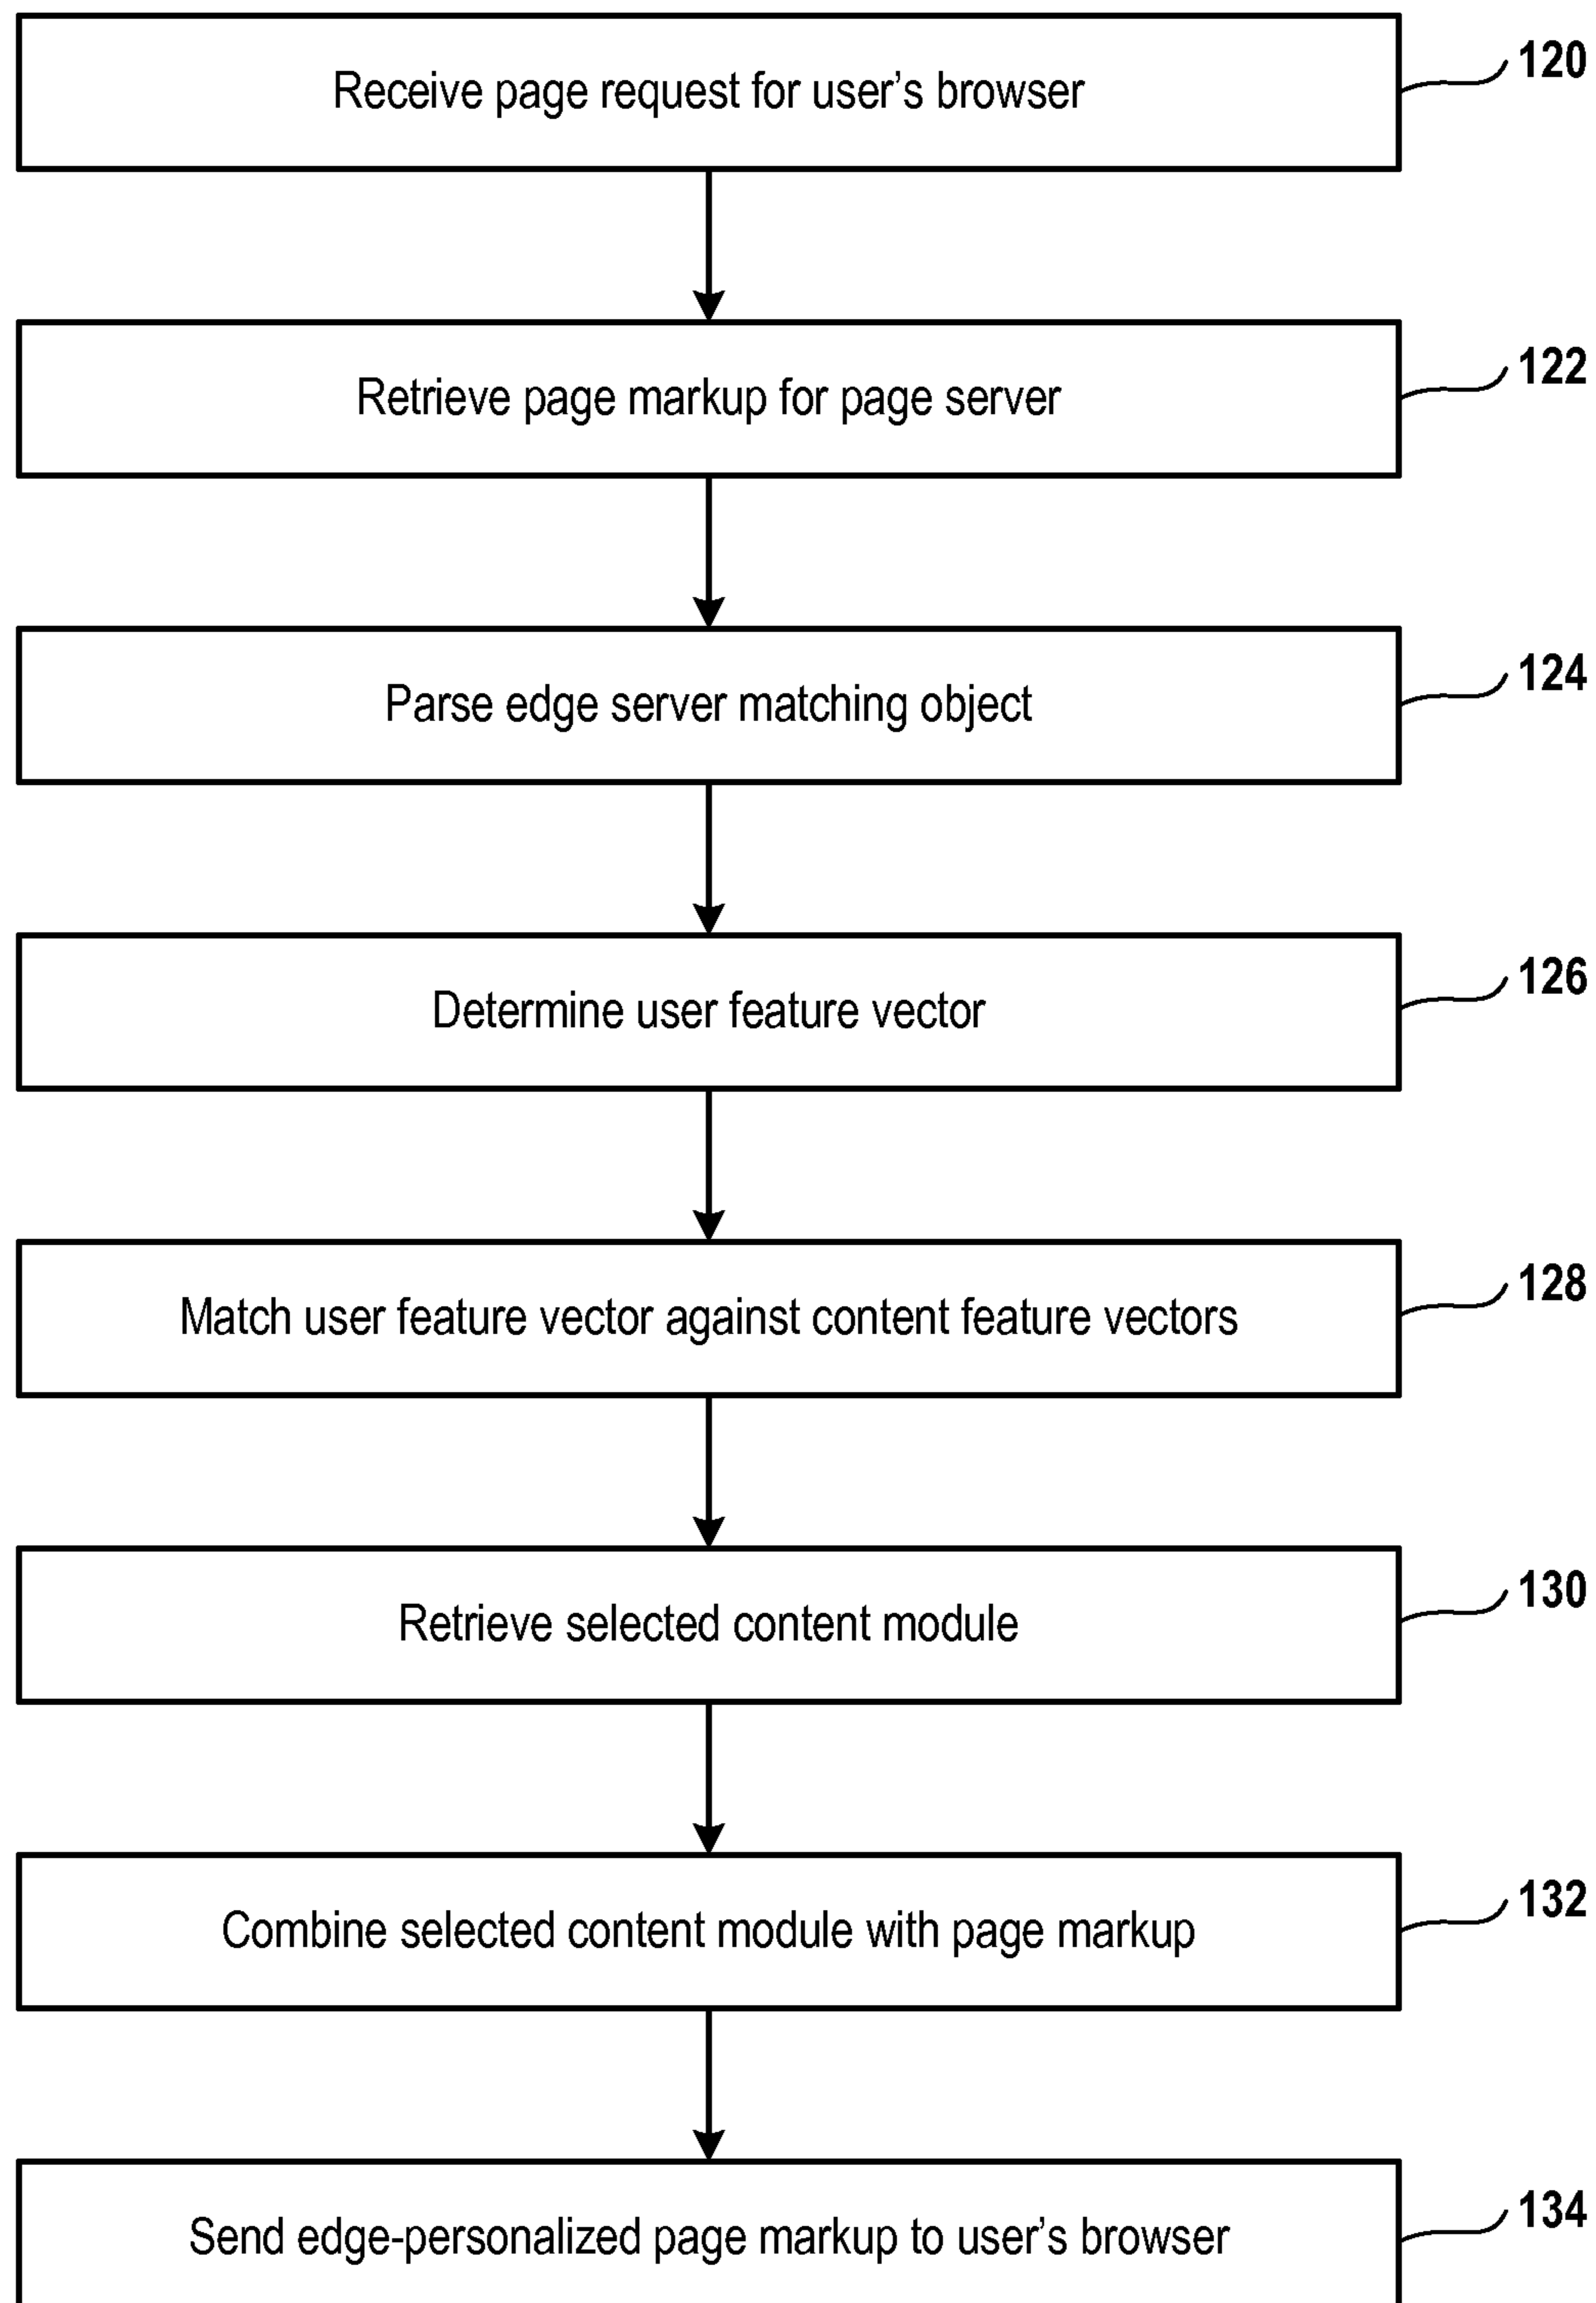 Receive page request for user's browser
120
Retrieve page markup for page server
122
Parse edge server matching object
124
Determine user feature vector
126
Match user feature vector against content feature vectors
128
Retrieve selected content module
130
Combine selected content module with page markup
132
Send edge-personalized page markup to user's browser
134